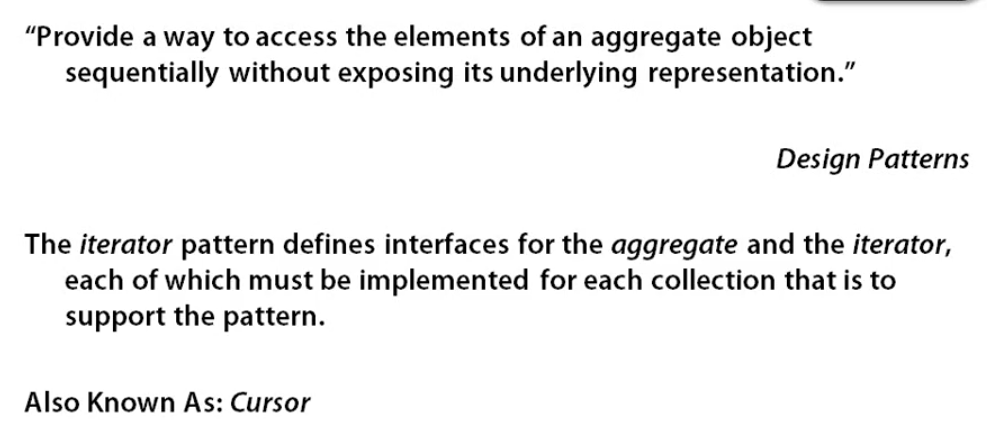 “Provide a way to access the elements of an aggregate object
sequentially without exposing its underlying representation.”
Design Patterns
The iterator pattern defines interfaces for the aggregate and the iterator,
each of which must be implemented for each collection that is to
support the pattern.
Also Known As: Cursor